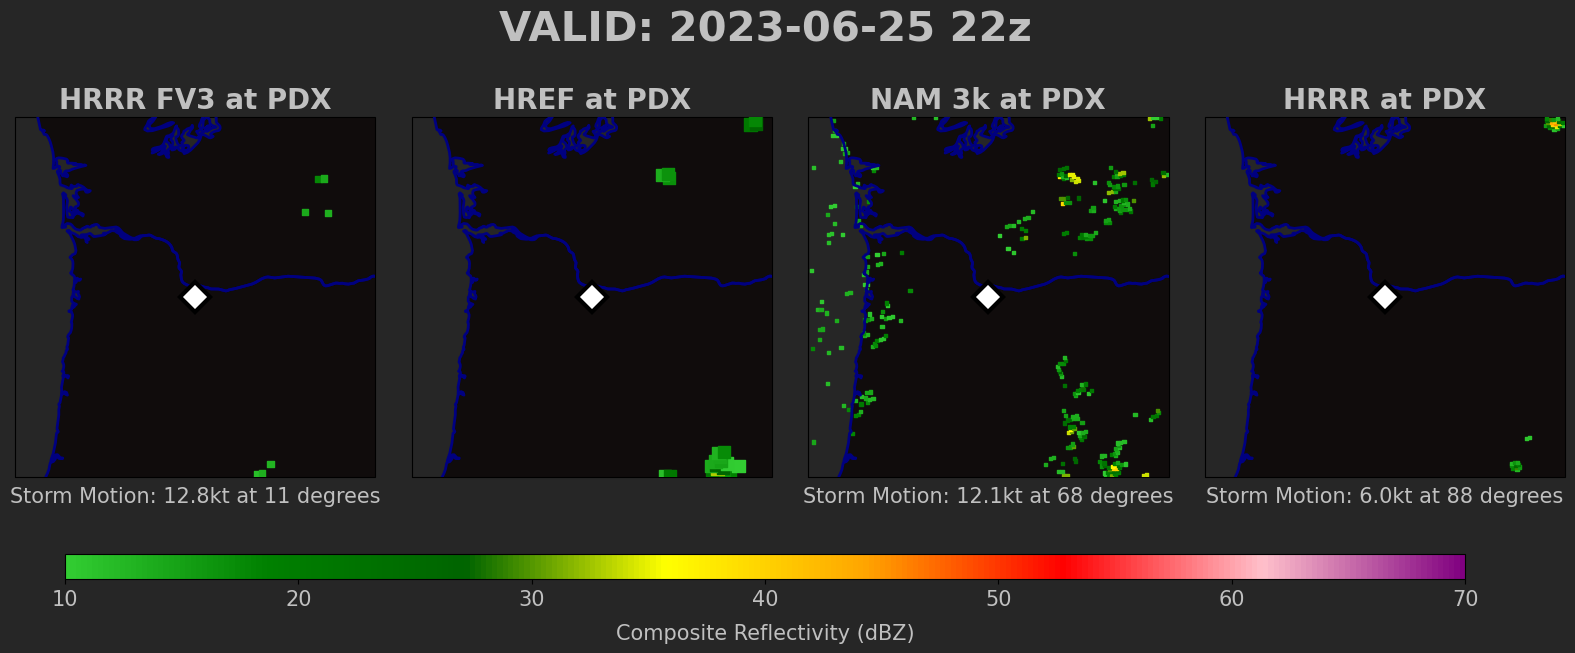 VALID: 2023-06-25 22z
HRRR FV3 at PDX
HREF at PDX
NAM 3k at PDX
HRRR at PDX
Storm Motion: 12.8kt at 11 degrees
Storm Motion: 12.1kt at 68 degrees
Storm Motion: 6.0kt at 88 degrees
10 20 30 40 50 60 70
Composite Reflectivity (dBZ)